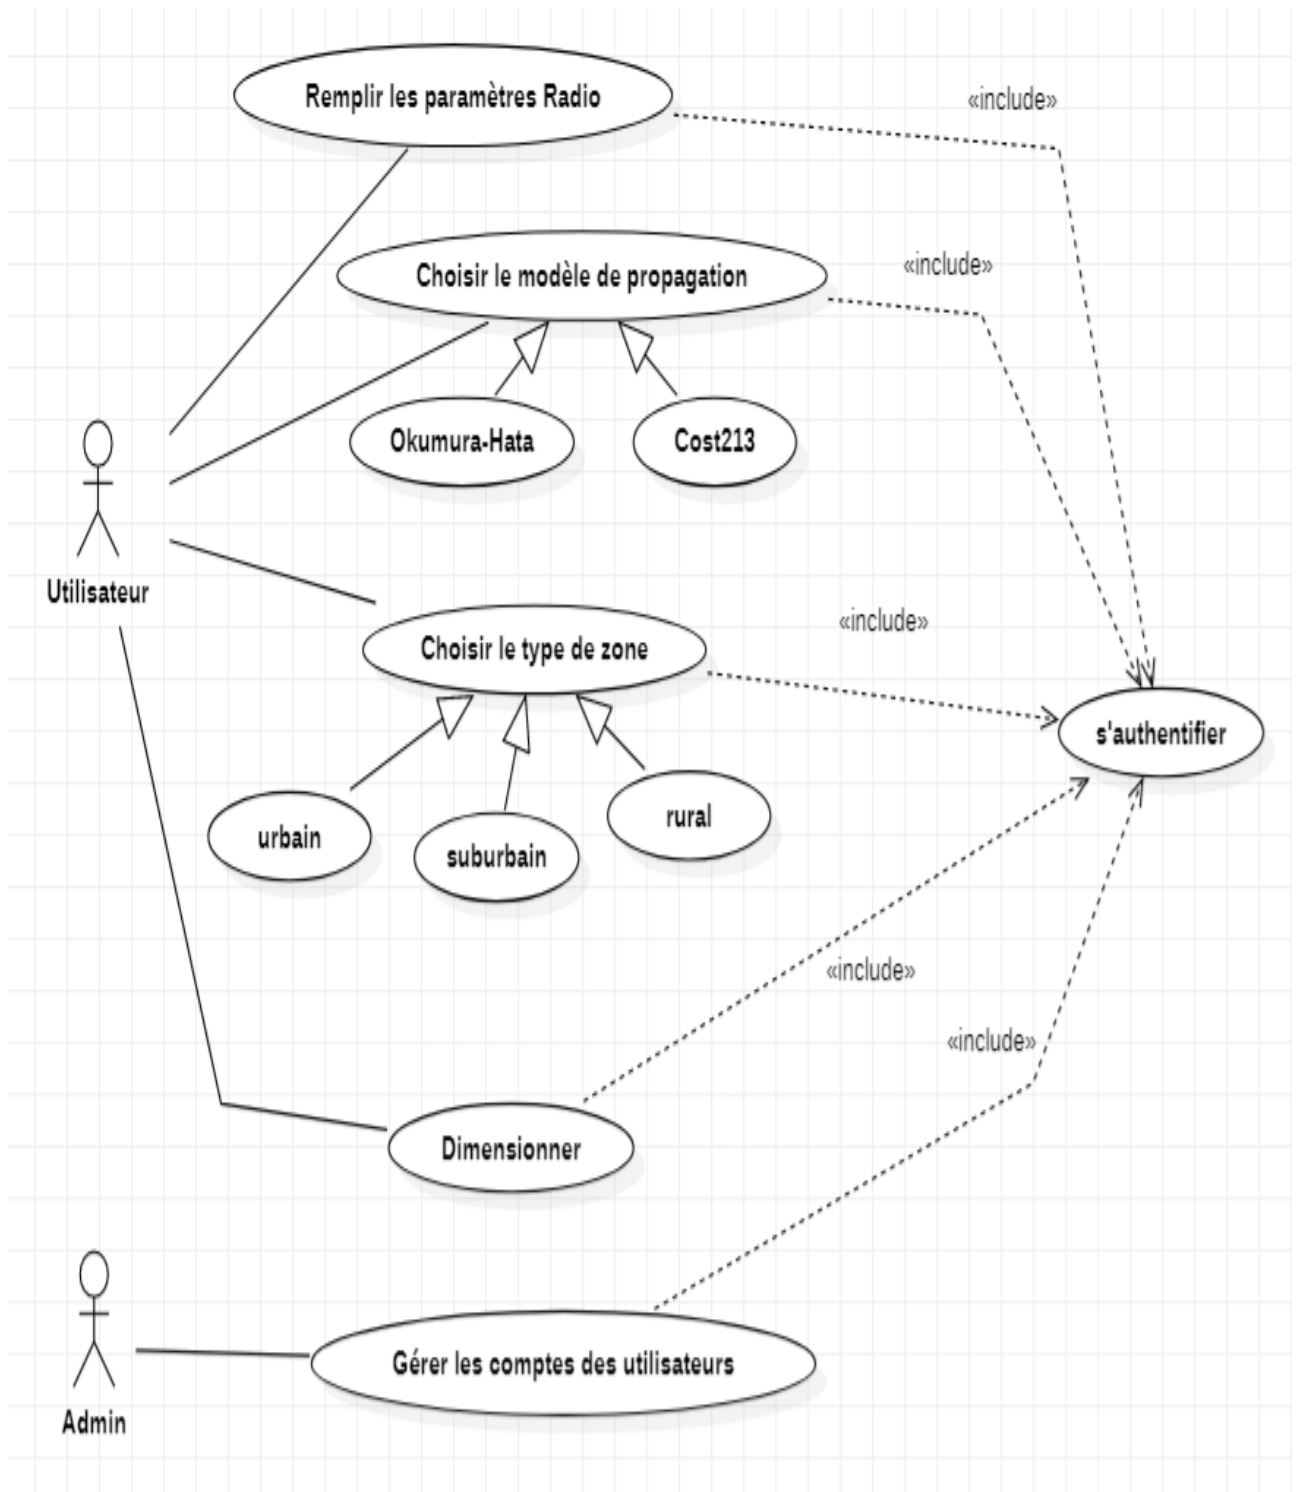 Remplir les paramètres Radio
«include»
Choisir le modèle de propagation
«include»
Okumura-Hata
Cost213
Utilisateur
Choisir le type de zone
«include»
s'authentifier
urbain
suburbain
rural
«include»
«include»
Dimensionner
Gérer les comptes des utilisateurs
Admin